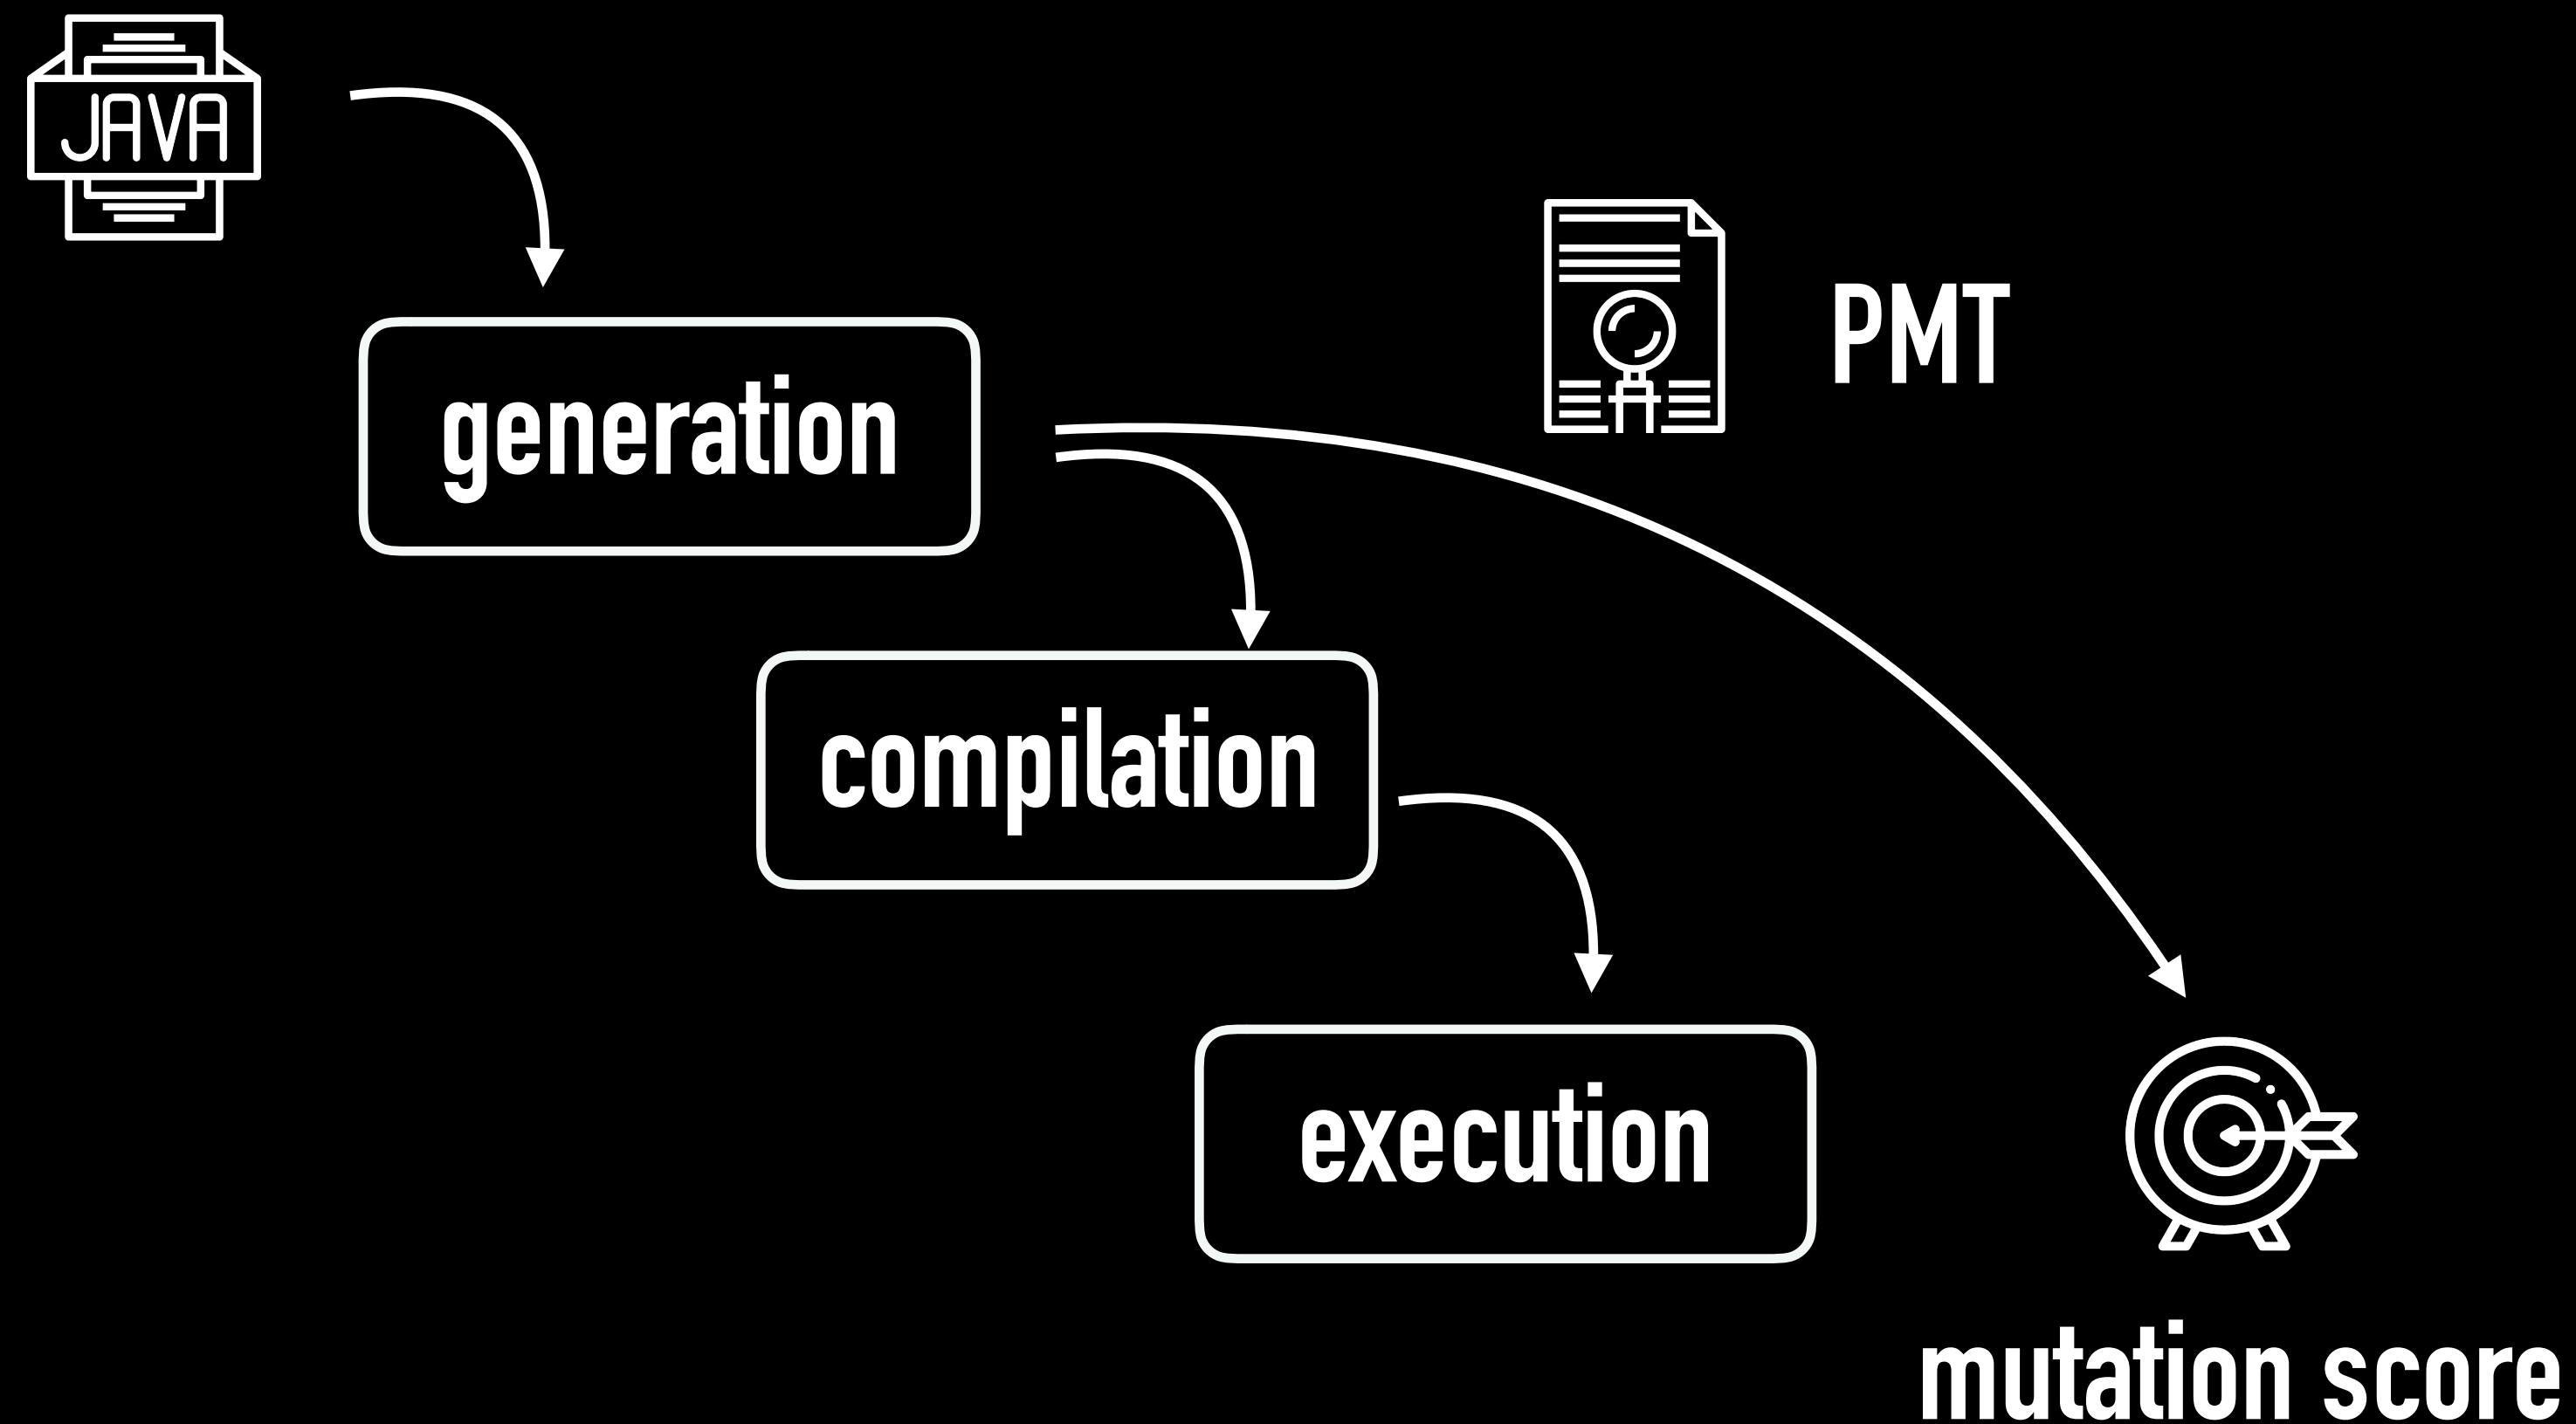 JAVA
PMT
generation
compilation
execution
mutation score